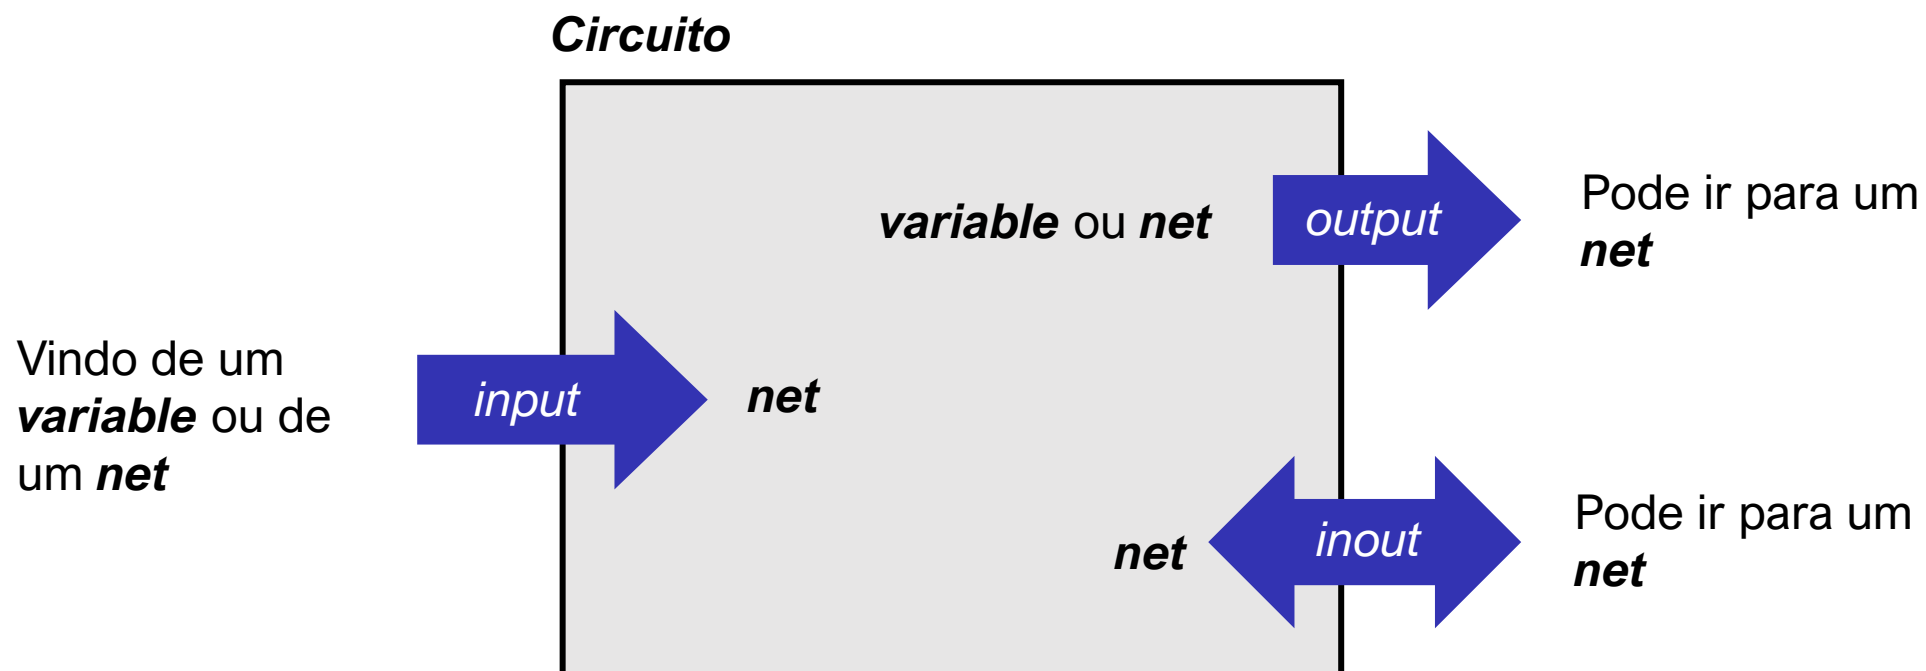 Circuito
variable ou net
output
Pode ir para um
net
Vindo de um
variable ou de
um net
input
net
net
inout
Pode ir para um
net